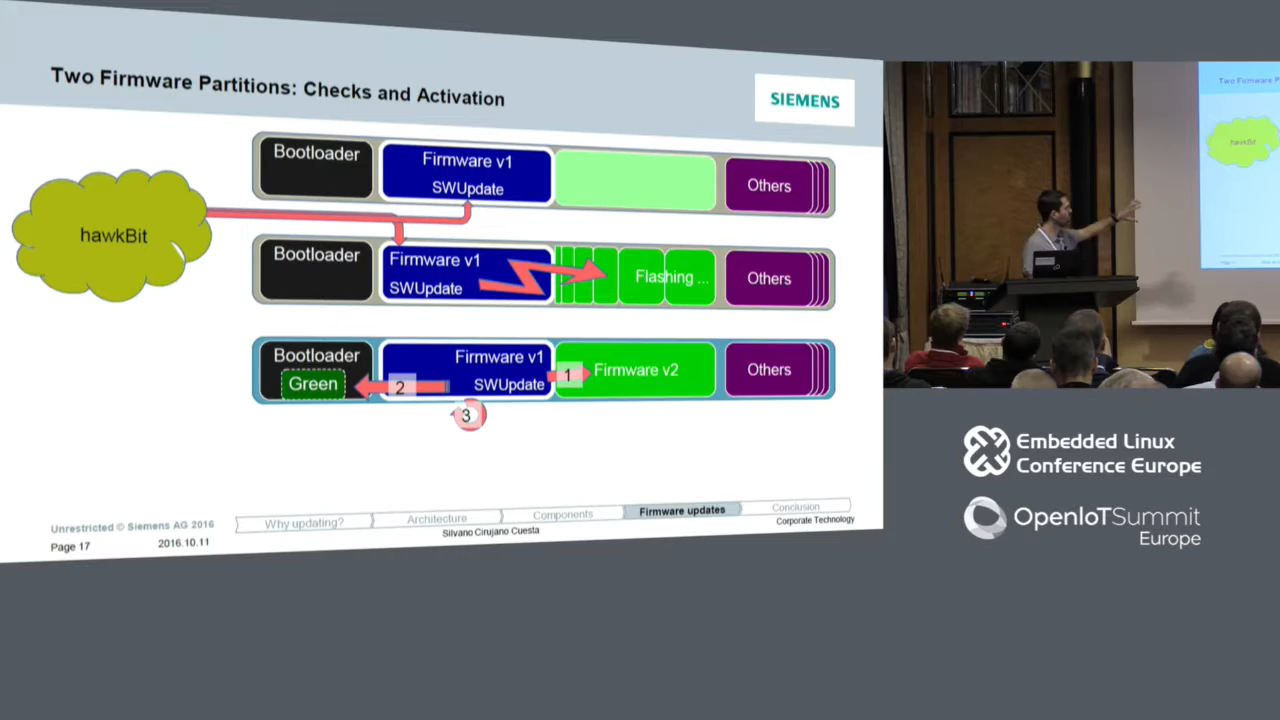 Two Firmware Partitions: Checks and Activation
SIEMENS
Bootloader
Firmware v1
SWUpdate
Others
hawkBit
Bootloader
Firmware v1
SWUpdate
Flashing ...
Others
Bootloader
Green
2
Firmware v1
SWUpdate
1
Firmware v2
Others
3
Why updating?
Architecture
Components
Firmware updates
Conclusion
Unrestricted © Siemens AG 2016
Page 17
2016.10.11
Silvano Cirujano Cuesta
Corporate Technology
Two Firmware P
hawkBit
Embedded Linux
Conference Europe
OpenIoTSummit
Europe